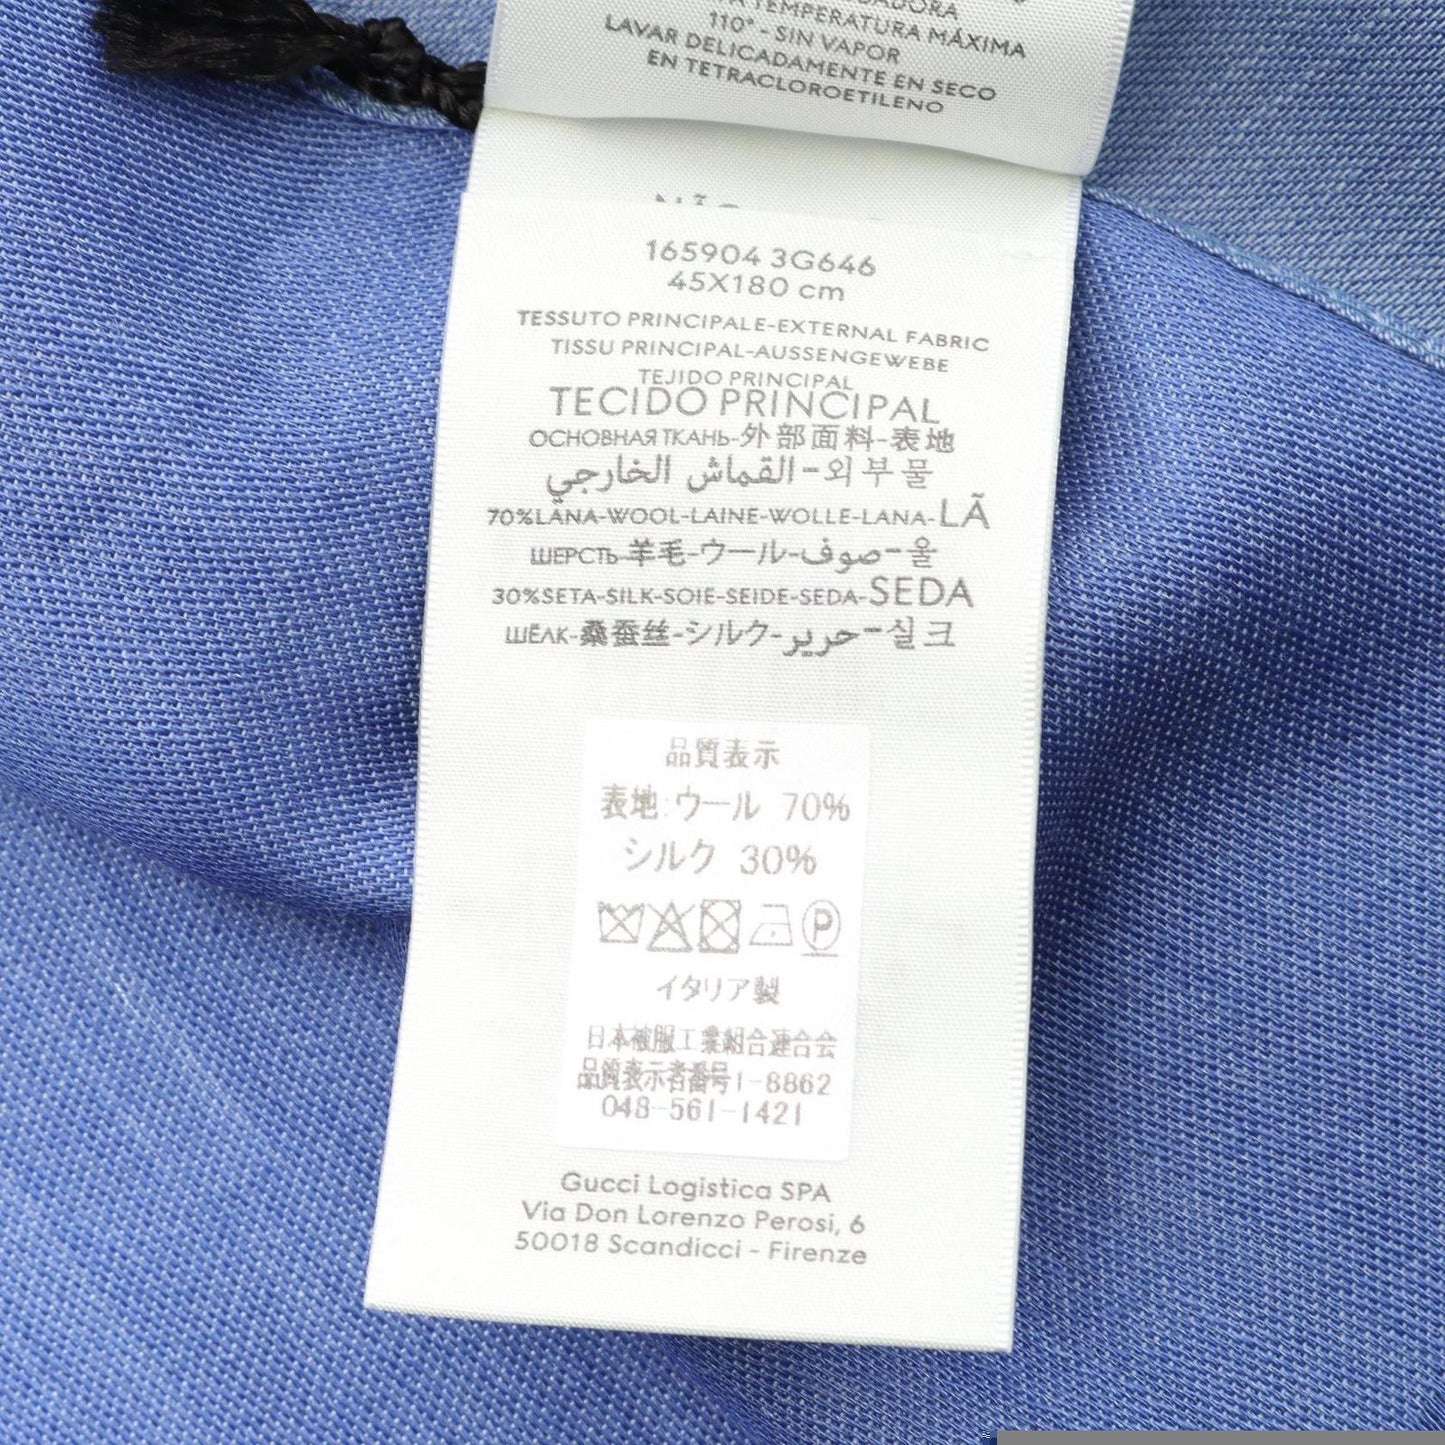 TEMPERATURA MÁXIMA
110° - SIN VAPOR
LAVAR DELICADAMENTE EN SECO
EN TETRACLOROETILENO
165904 3G646
45X180 cm
TESSUTO PRINCIPALE-EXTERNAL FABRIC
TISSU PRINCIPAL-AUSSENGEWEBE
TEJIDO PRINCIPAL
TECIDO PRINCIPAL
ОСНОВНАЯ ТКАНЬ-外部面料-表地
القماش الخارجي-외부물
70%LANA-WOOL-LAINE-WOLLE-LANA-LÃ
ШЕРСТЬ-羊毛-ウール-صوف-울
30%SETA-SILK-SOIE-SEIDE-SEDA-SEDA
ШЁЛК-桑蚕丝-シルク-حرير-실크
品質表示
表地:ウール 70%
シルク 30%
P
イタリア製
日本被服工業組合連合会
品質表示者番号1-8862
048-561-1421
Gucci Logistica SPA
Via Don Lorenzo Perosi, 6
50018 Scandicci - Firenze